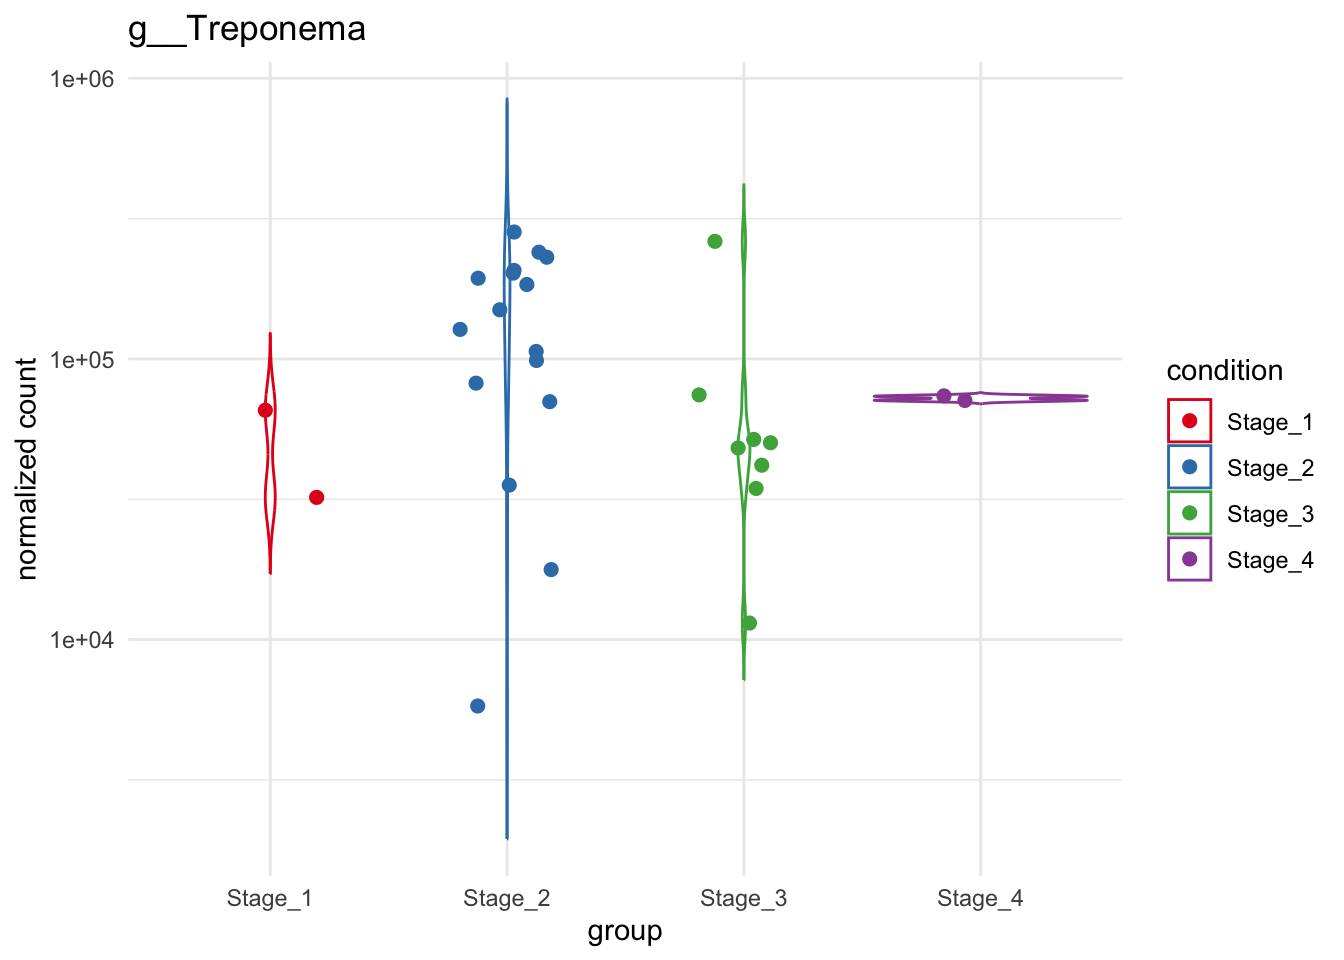 g__Treponema
1e+06
1e+05
1e+04
normalized count
Stage_1
Stage_2
Stage_3
Stage_4
group
condition
Stage_1
Stage_2
Stage_3
Stage_4